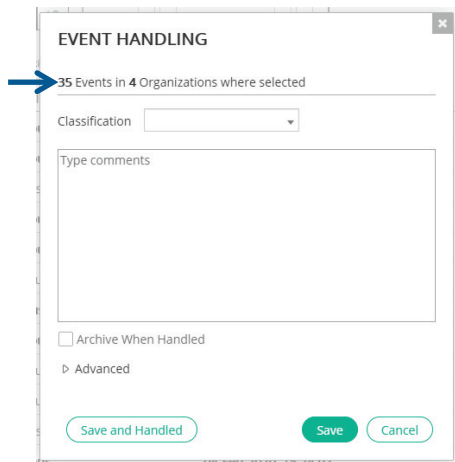 EVENT HANDLING
35 Events in 4 Organizations where selected
Classification
Type comments
Archive When Handled
Advanced
Save and Handled
Save
Cancel